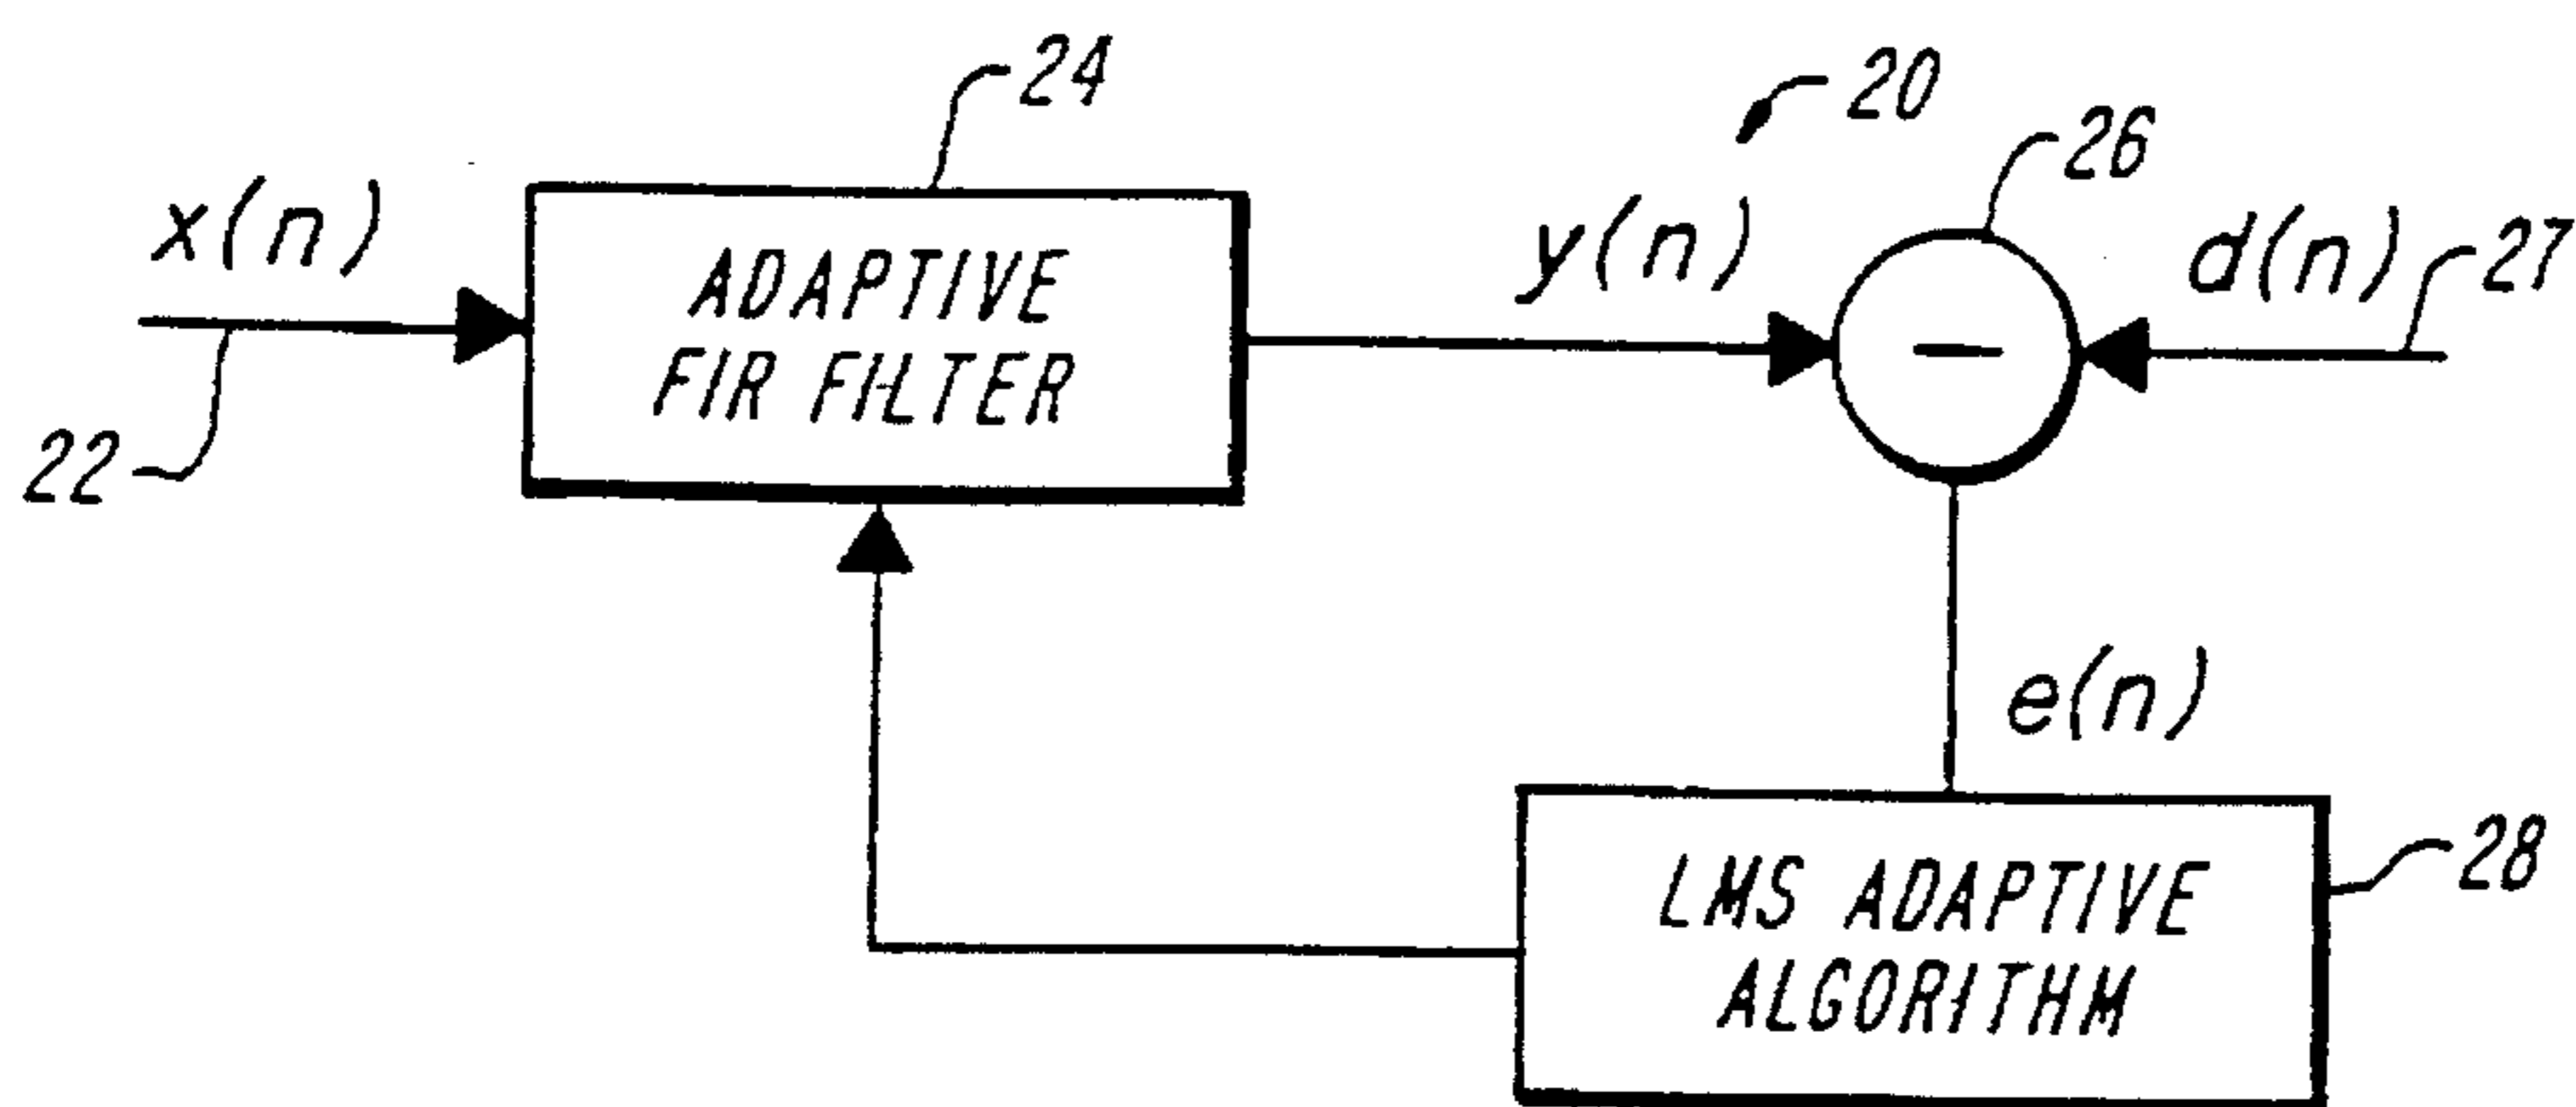 24
20
26
x(n)
ADAPTIVE
FIR FILTER
y(n)
d(n)
27
22
e(n)
LMS ADAPTIVE
ALGORITHM
28
−